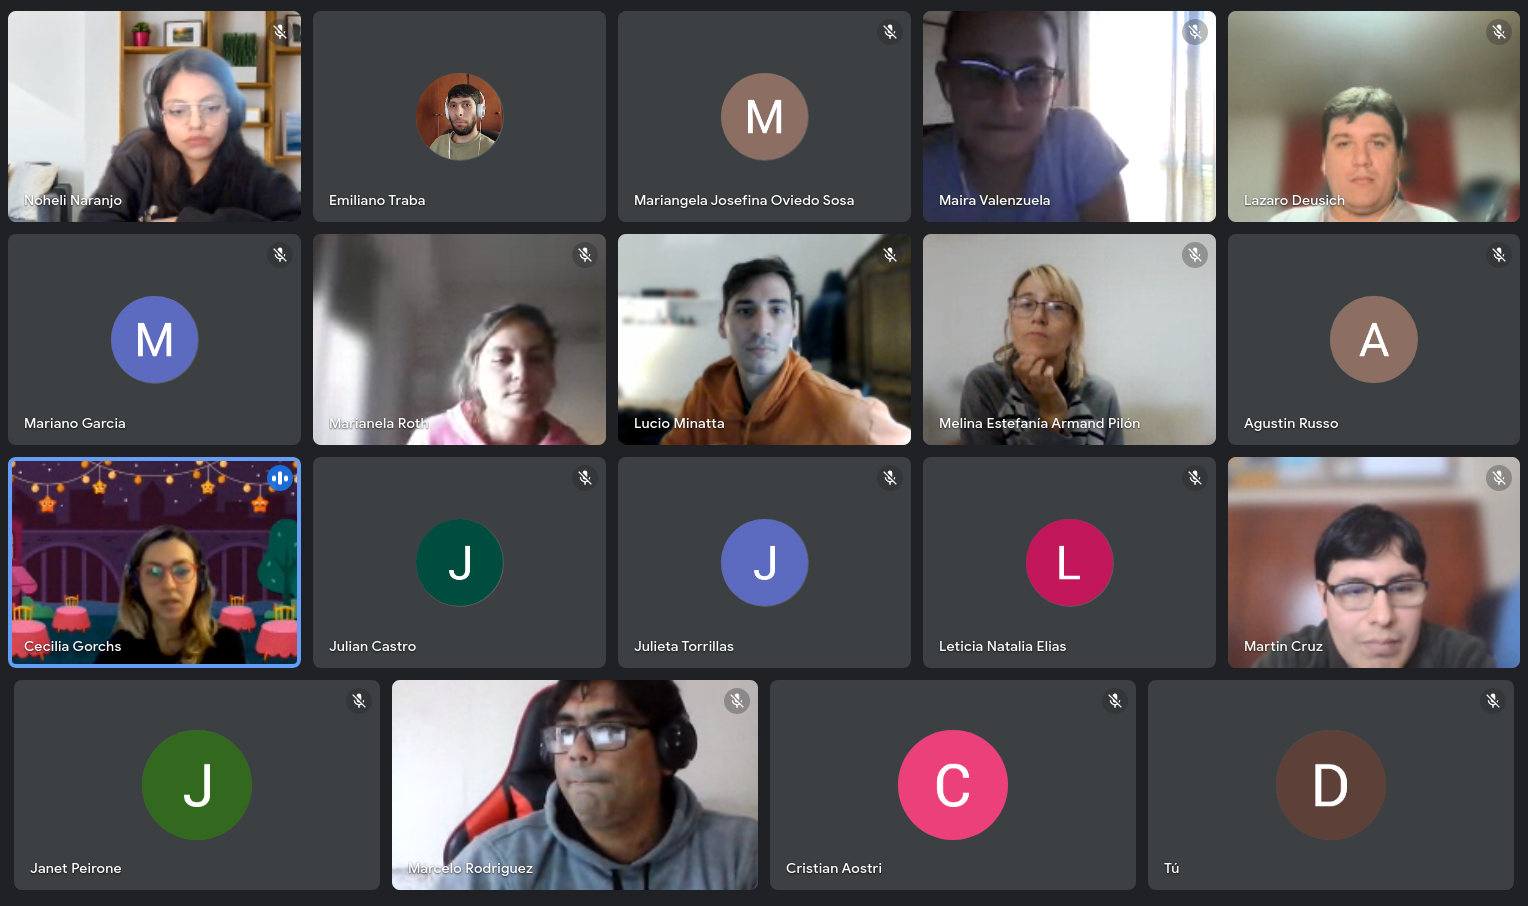 Noheli Naranjo
Emiliano Traba
M
Mariangela Josefina Oviedo Sosa
Maira Valenzuela
Lazaro Deusich
M
Mariano Garcia
Marianela Roth
Lucio Minatta
Melina Estefanía Armand Pilón
A
Agustin Russo
Cecilia Gorchs
J
Julian Castro
J
Julieta Torrillas
L
Leticia Natalia Elias
Martin Cruz
J
Janet Peirone
Marcelo Rodriguez
C
Cristian Aostri
D
Tú